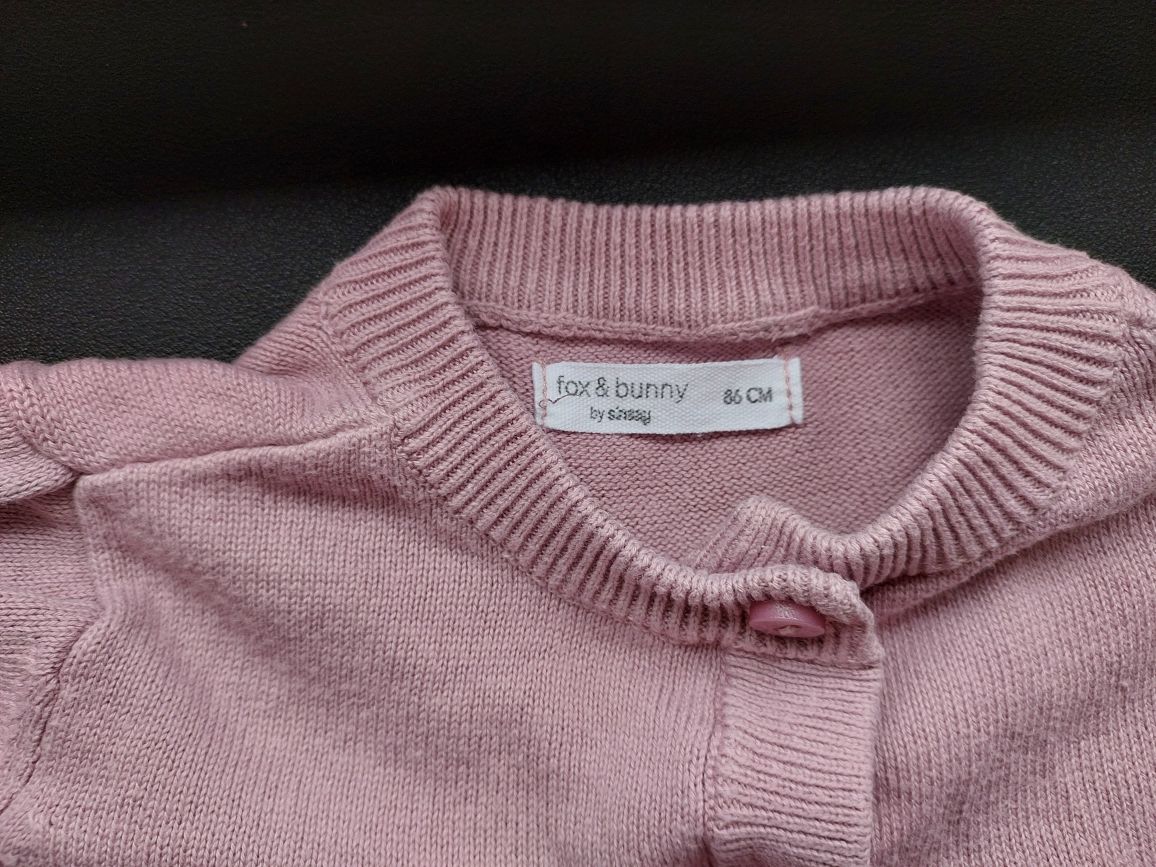 fox & bunny
86 CM
by sinsay